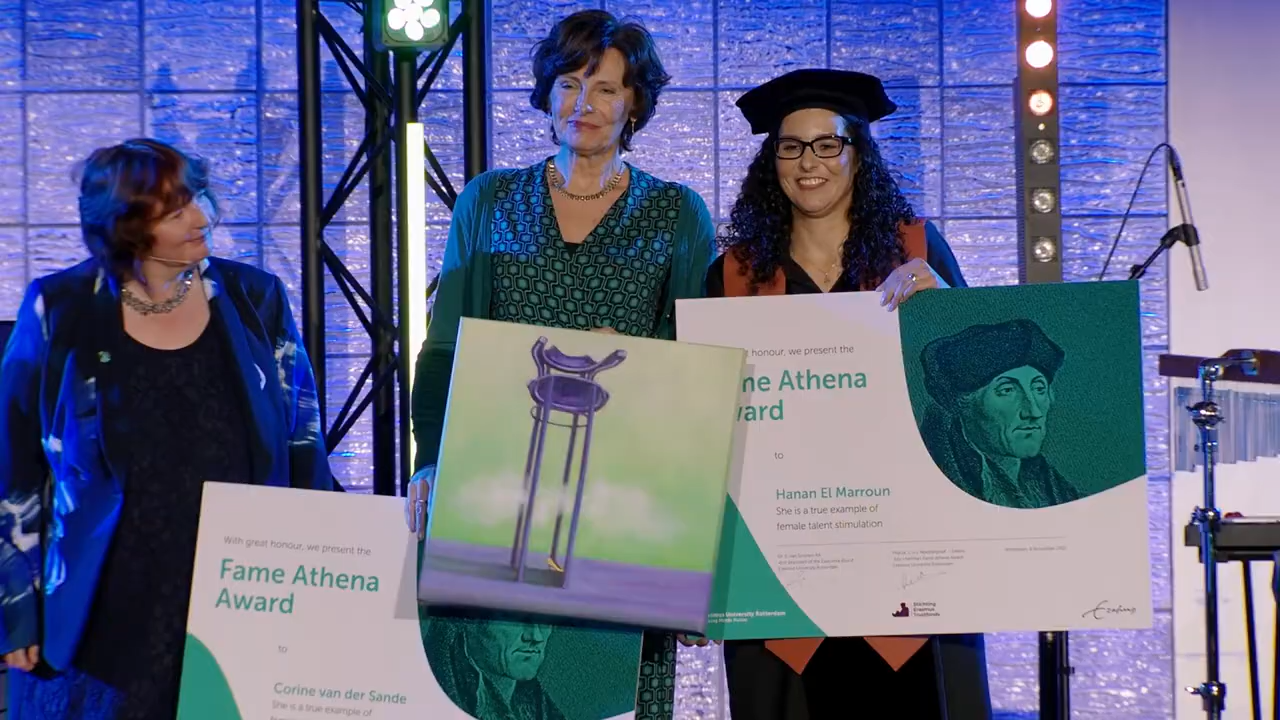 With great honour, we present the
Fame Athena
Award
to
Corine van der Sande
She is a true example of
honour, we present the
me Athena
ward
to
Hanan El Marroun
She is a true example of
female talent stimulation
University Rotterdam
Stichting
Erasmus
Trustfonds
Erasmus